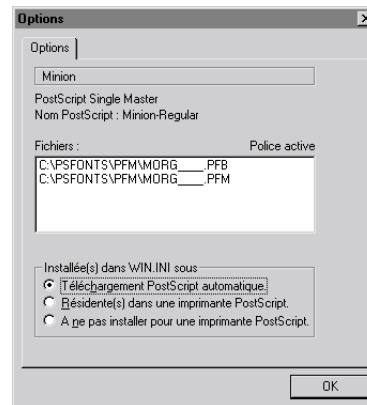 Options
Options
Minion
PostScript Single Master
Nom PostScript : Minion-Regular
Fichiers : Police active
C:\PSFONTS\PFM\MORG____.PFB
C:\PSFONTS\PFM\MORG____.PFM
Installée(s) dans WIN.INI sous
Téléchargement PostScript automatique.
Résidente(s) dans une imprimante PostScript.
A ne pas installer pour une imprimante PostScript.
OK